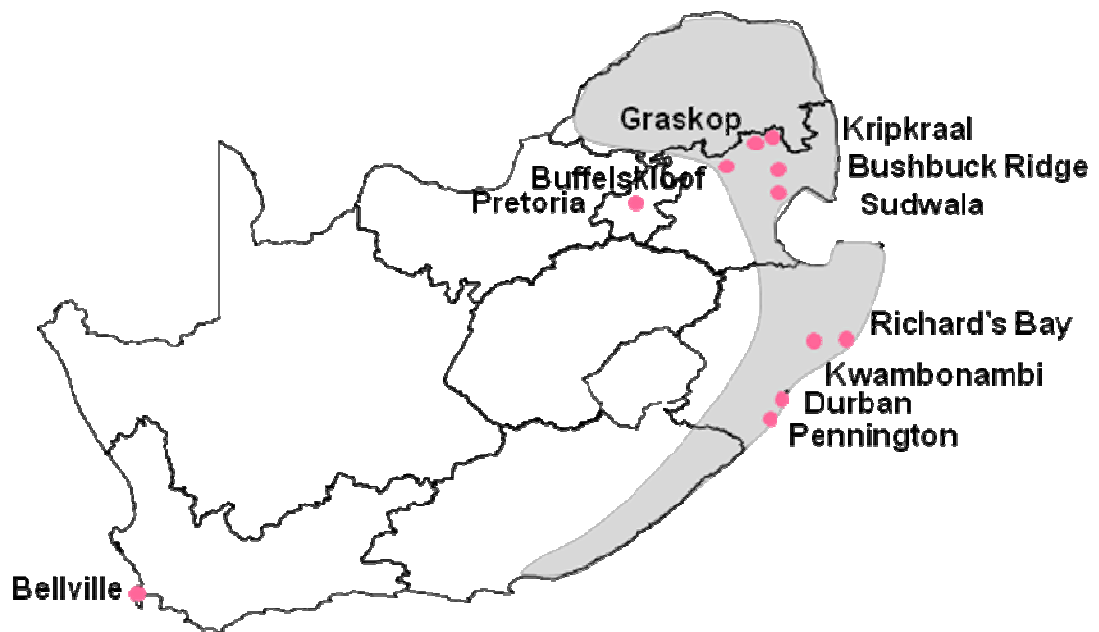 Graskop
Kripkraal
Buffelskloof
Bushbuck Ridge
Pretoria
Sudwala
Richard's Bay
Kwambonambi
Durban
Pennington
Bellville